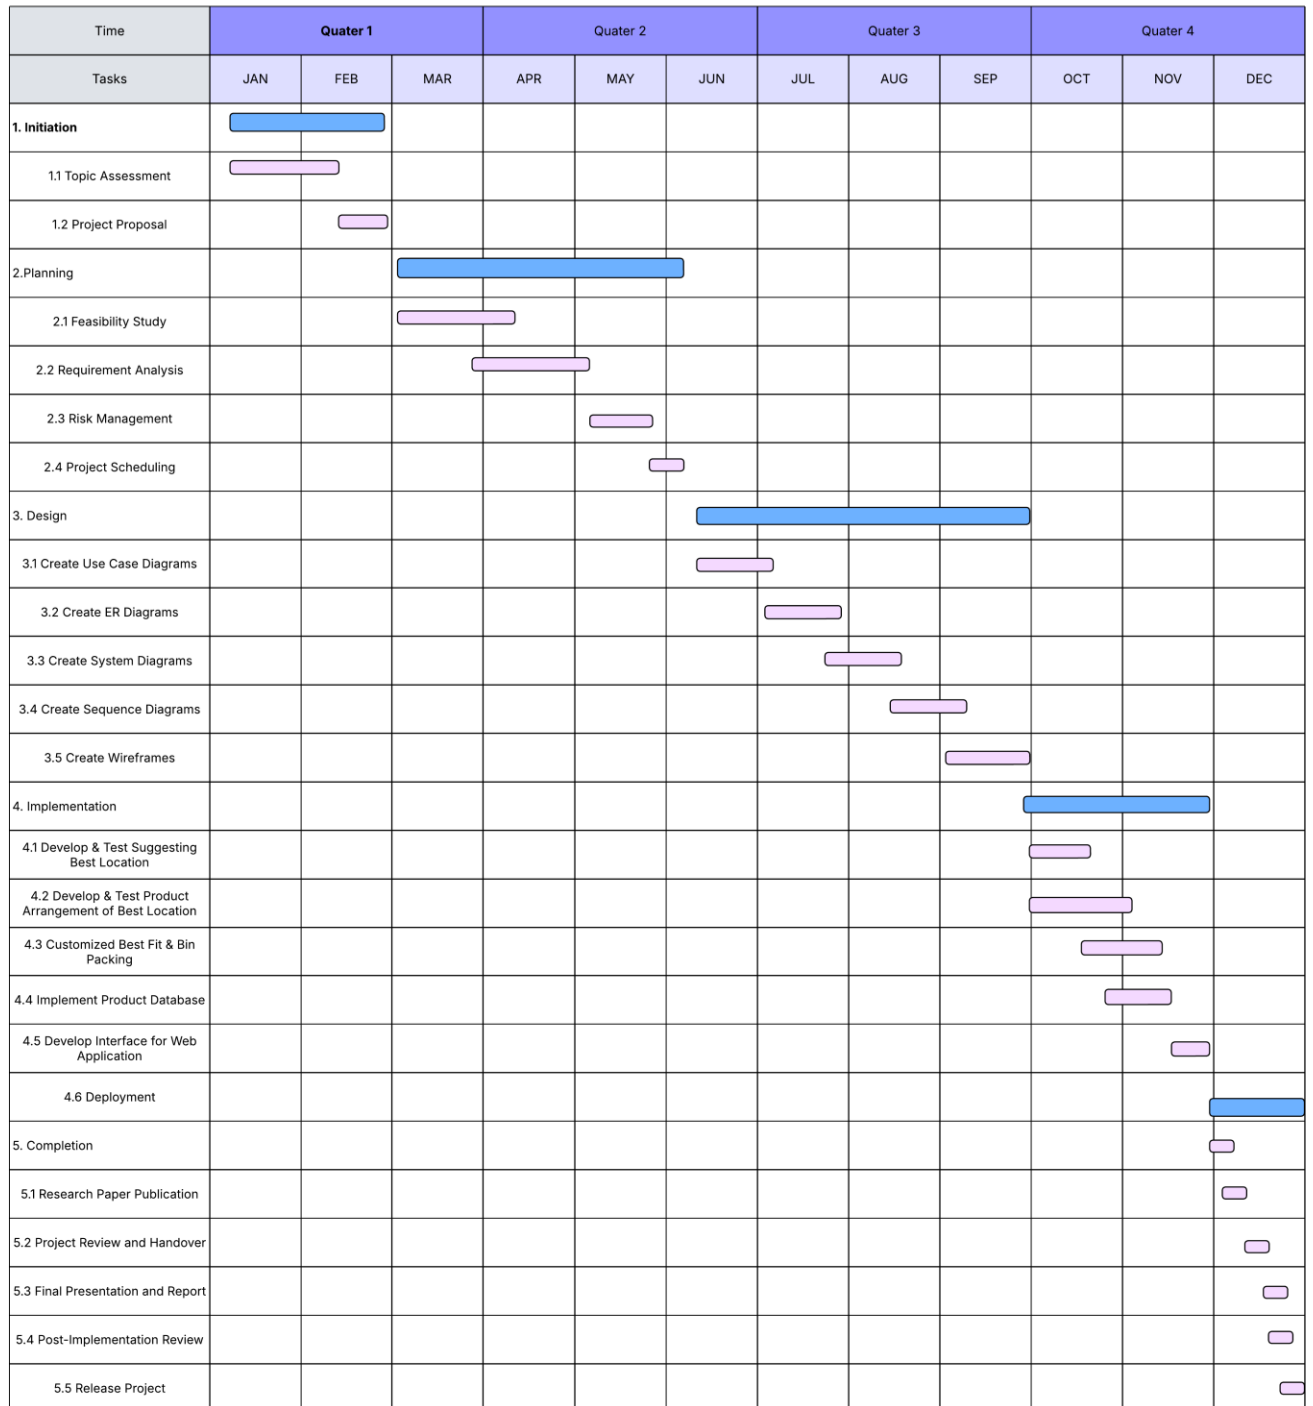 Time Quater 1 Quater 2 Quater 3 Quater 4
Tasks JAN FEB MAR APR MAY JUN JUL AUG SEP OCT NOV DEC
1. Initiation
1.1 Topic Assessment
1.2 Project Proposal
2.Planning
2.1 Feasibility Study
2.2 Requirement Analysis
2.3 Risk Management
2.4 Project Scheduling
3. Design
3.1 Create Use Case Diagrams
3.2 Create ER Diagrams
3.3 Create System Diagrams
3.4 Create Sequence Diagrams
3.5 Create Wireframes
4. Implementation
4.1 Develop & Test Suggesting
Best Location
4.2 Develop & Test Product
Arrangement of Best Location
4.3 Customized Best Fit & Bin
Packing
4.4 Implement Product Database
4.5 Develop Interface for Web
Application
4.6 Deployment
5. Completion
5.1 Research Paper Publication
5.2 Project Review and Handover
5.3 Final Presentation and Report
5.4 Post-Implementation Review
5.5 Release Project